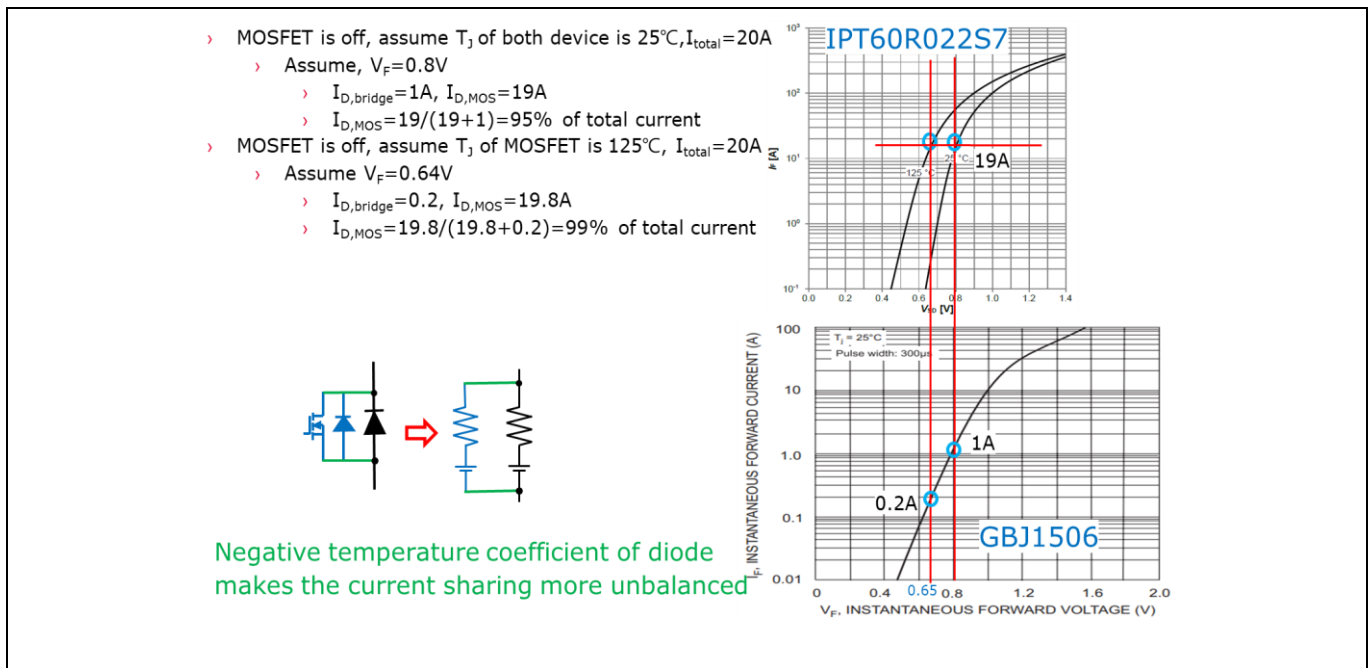 › MOSFET is off, assume TJ of both device is 25℃,Itotal=20A
› Assume, VF=0.8V
› ID,bridge=1A, ID,MOS=19A
› ID,MOS=19/(19+1)=95% of total current
› MOSFET is off, assume TJ of MOSFET is 125℃, Itotal=20A
› Assume VF=0.64V
› ID,bridge=0.2, ID,MOS=19.8A
› ID,MOS=19.8/(19.8+0.2)=99% of total current
Negative temperature coefficient of diode
makes the current sharing more unbalanced
IPT60R022S7
10³
10²
10¹
10⁰
10⁻¹
IF [A]
125 °C
25 °C
19A
0.0 0.2 0.4 0.6 0.8 1.0 1.2 1.4
VSD [V]
100
10
1.0
0.1
0.01
IF, INSTANTANEOUS FORWARD CURRENT (A)
Tj = 25°C
Pulse width: 300µs
1A
0.2A
GBJ1506
0 0.4 0.65 0.8 1.2 1.6 2.0
VF, INSTANTANEOUS FORWARD VOLTAGE (V)